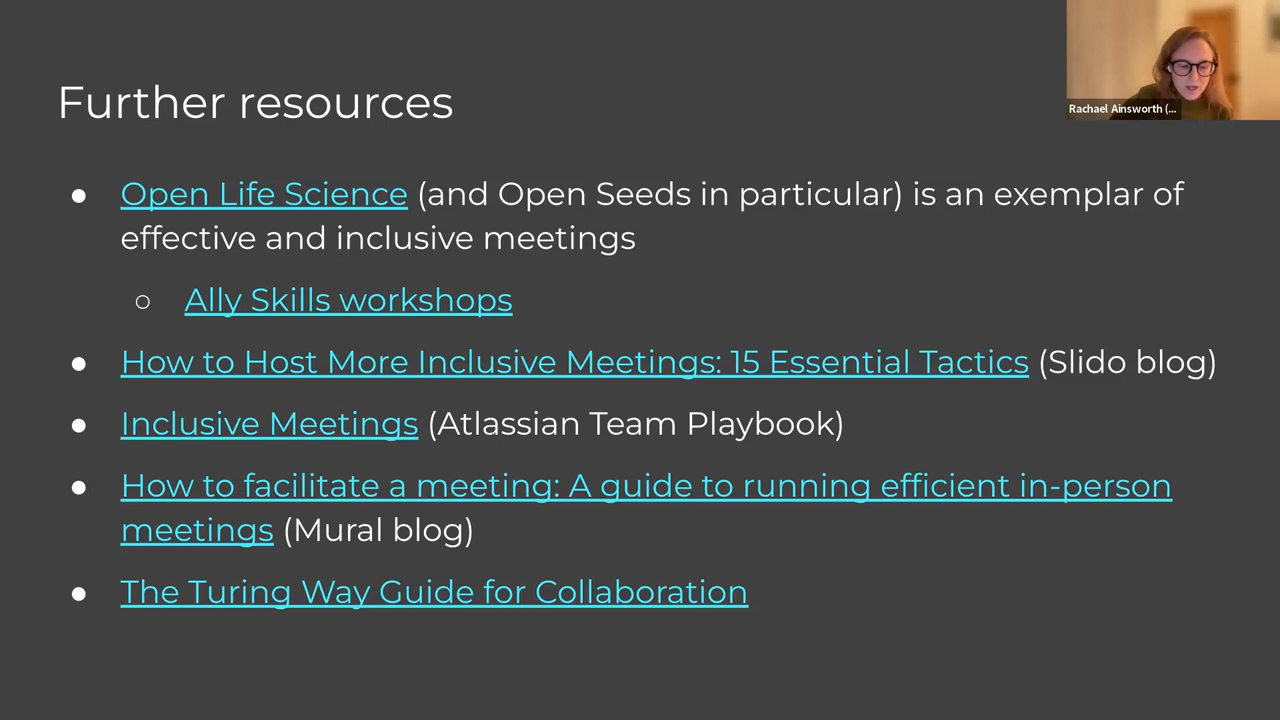 Further resources
Rachael Ainsworth (...
● Open Life Science (and Open Seeds in particular) is an exemplar of
effective and inclusive meetings
○ Ally Skills workshops
● How to Host More Inclusive Meetings: 15 Essential Tactics (Slido blog)
● Inclusive Meetings (Atlassian Team Playbook)
● How to facilitate a meeting: A guide to running efficient in-person
meetings (Mural blog)
● The Turing Way Guide for Collaboration